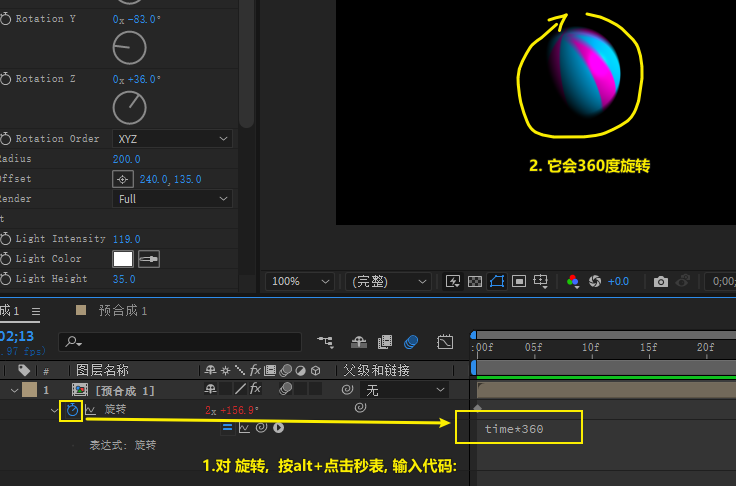 Rotation Y
0x-83.0°
Rotation Z
0x+36.0°
Rotation Order
XYZ
Radius
200.0
Offset
240.0,135.0
Render
Full
Light Intensity
119.0
Light Color
Light Height
35.0
2. 它会360度旋转
100%
(完整)
+0.0
0;00;
成 1
预合成 1
02;13
.97 fps)
:00f
05f
10f
15f
20f
#
图层名称
父级和链接
1
[预合成 1]
无
旋转
2x+156.9°
time*360
表达式: 旋转
1.对 旋转, 按alt+点击秒表, 输入代码: